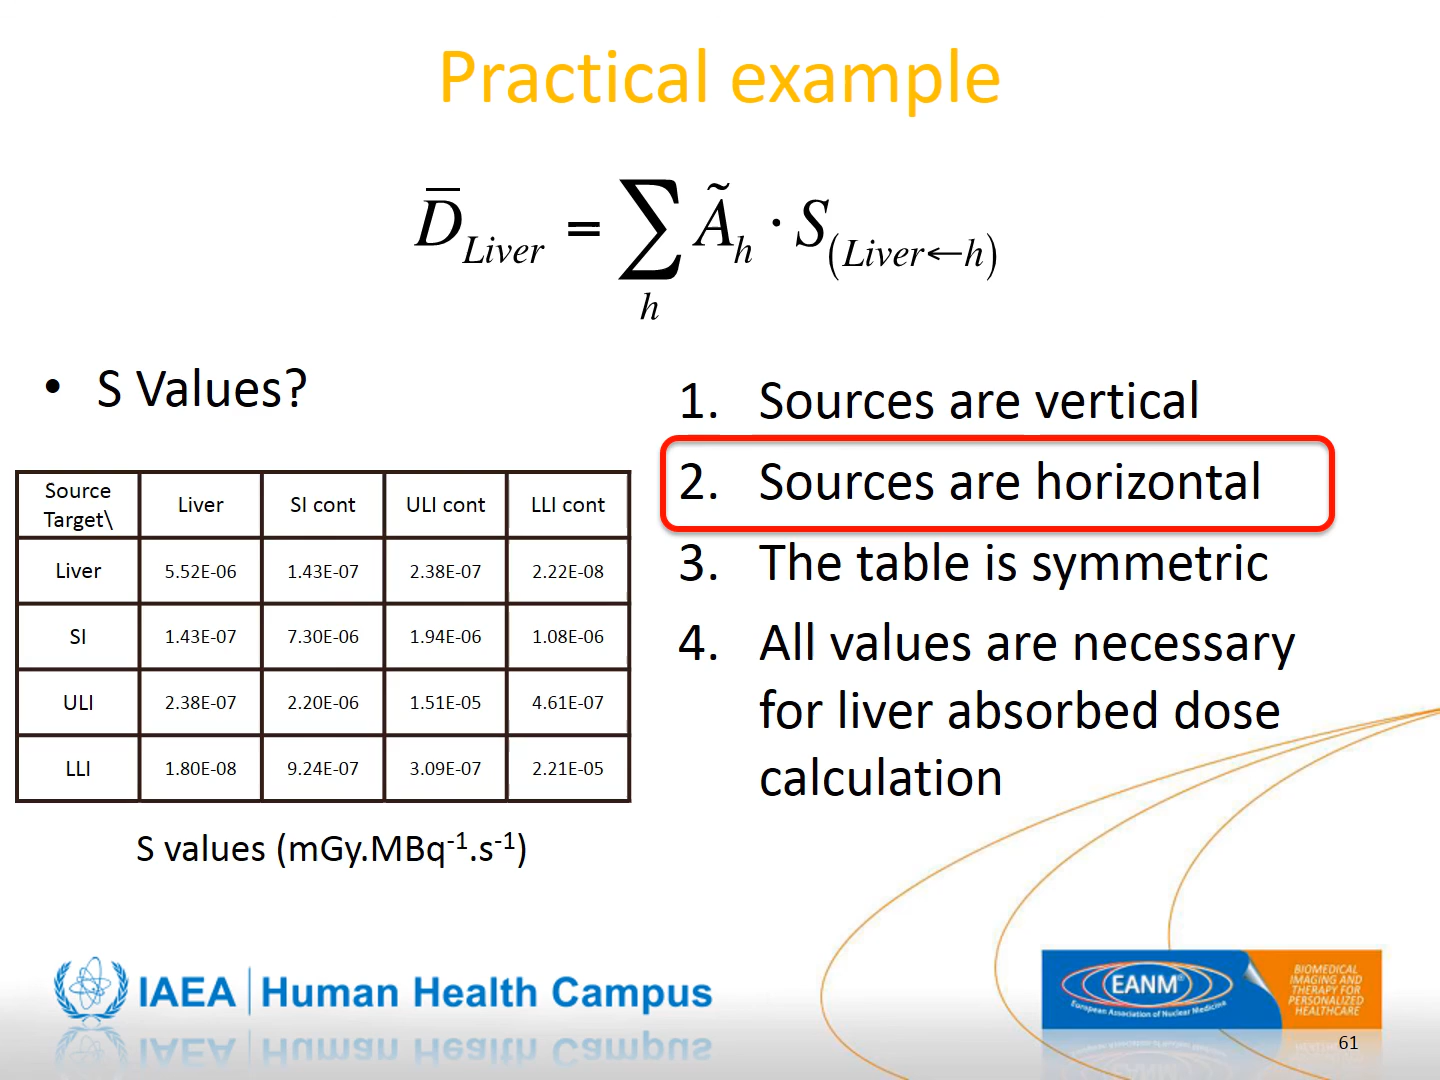 Practical example
D̅Liver = ∑h Ãh · S(Liver←h)
• S Values?
Source Target\ Liver SI cont ULI cont LLI cont
Liver 5.52E-06 1.43E-07 2.38E-07 2.22E-08
SI 1.43E-07 7.30E-06 1.94E-06 1.08E-06
ULI 2.38E-07 2.20E-06 1.51E-05 4.61E-07
LLI 1.80E-08 9.24E-07 3.09E-07 2.21E-05
S values (mGy.MBq⁻¹.s⁻¹)
1. Sources are vertical
2. Sources are horizontal
3. The table is symmetric
4. All values are necessary
for liver absorbed dose
calculation
IAEA | Human Health Campus
EANM®
European Association of Nuclear Medicine
BIOMEDICAL
IMAGING AND
THERAPY FOR
PERSONALIZED
HEALTHCARE
61